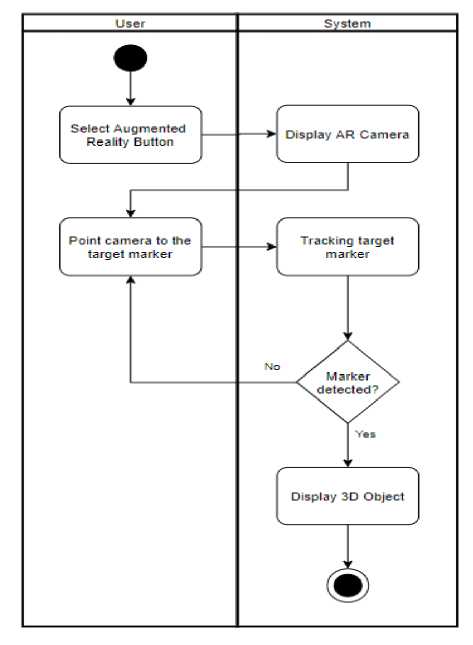 User
System
Select Augmented
Reality Button
Display AR Camera
Point camera to the
target marker
Tracking target
marker
No
Marker
detected?
Yes
Display 3D Object